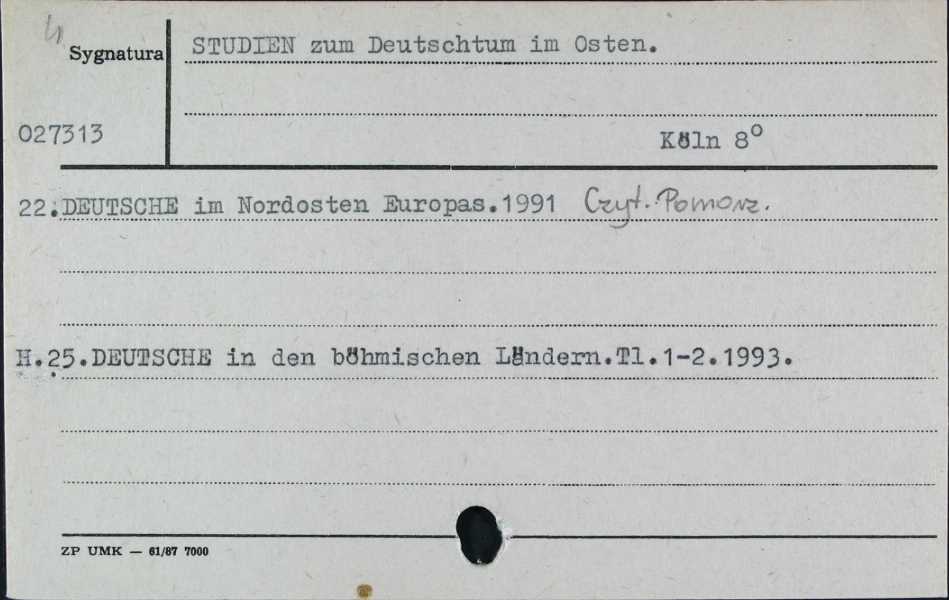 4
Sygnatura
STUDIEN zum Deutschtum im Osten.
027313
Köln 8°
22.DEUTSCHE im Nordosten Europas.1991 Czyt. Pomorz.
H.25.DEUTSCHE in den böhmischen Ländern.Tl.1-2.1993.
ZP UMK — 61/87 7000